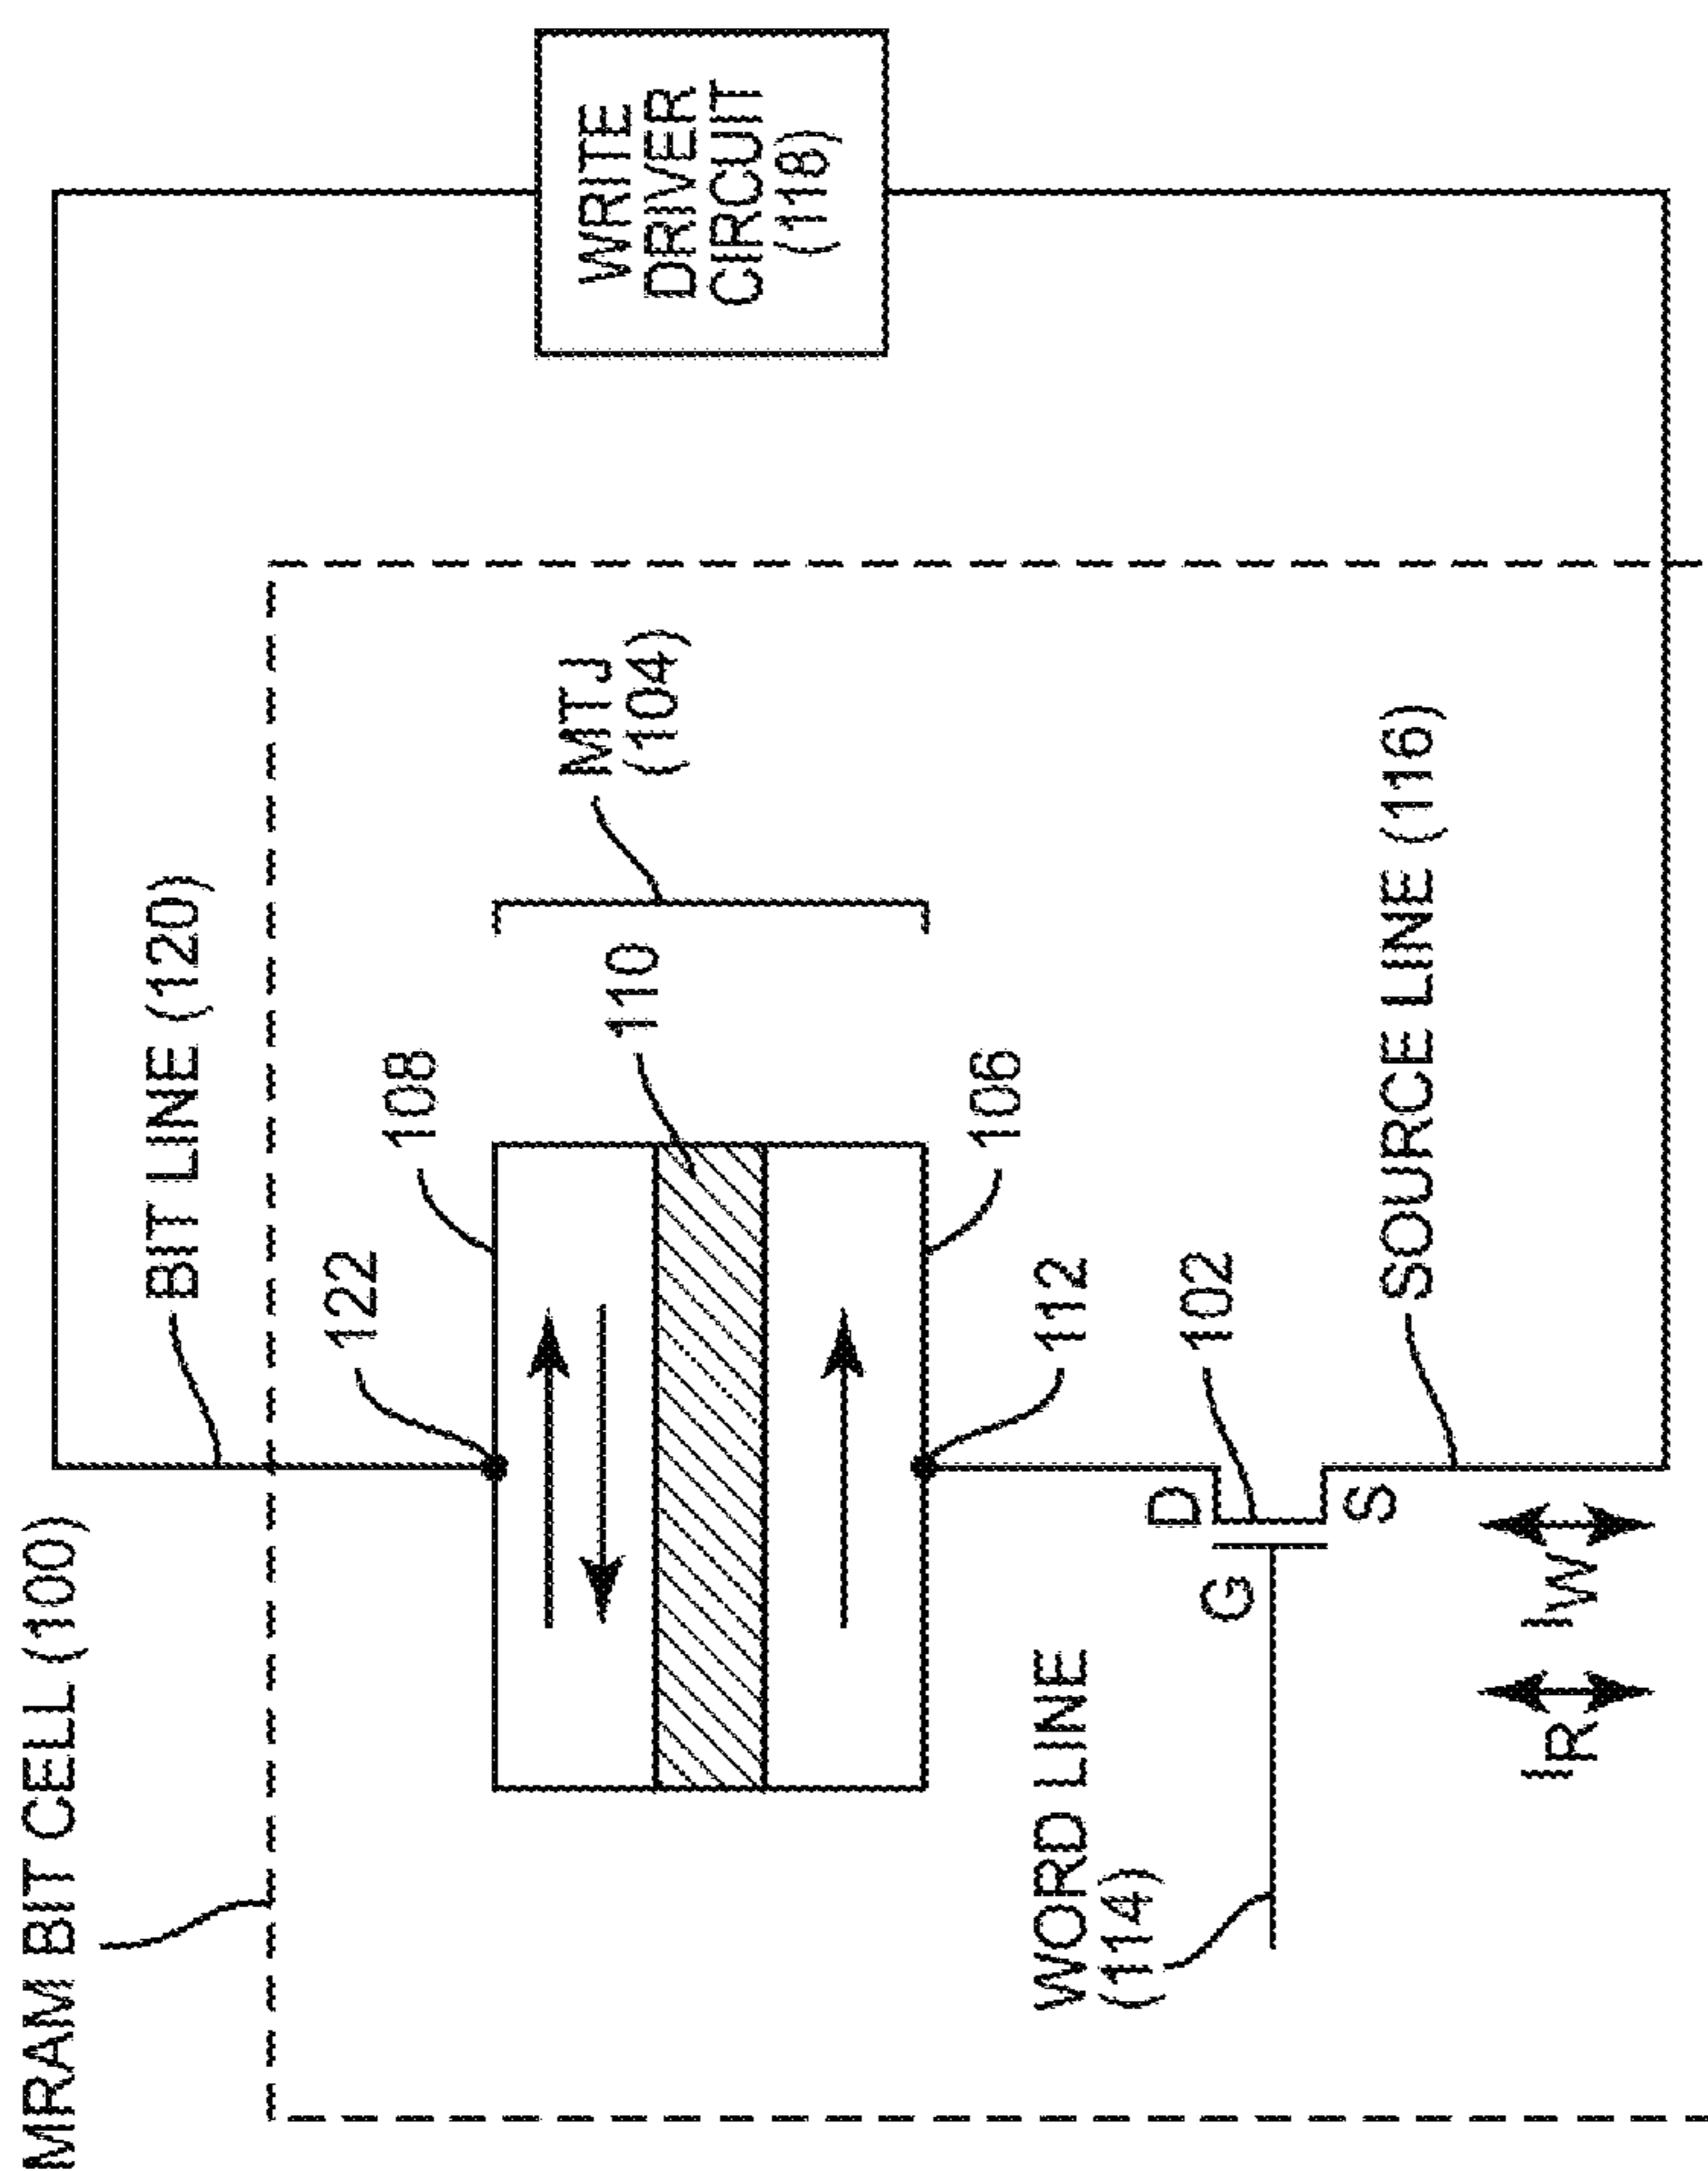 MRAM BIT CELL (100)
BIT LINE (120)
122
108
110
MTJ
(104)
WRITE
DRIVER
CIRCUIT
(118)
106
112
WORD LINE
(114)
G
D
102
S
SOURCE LINE (116)
IR
IW